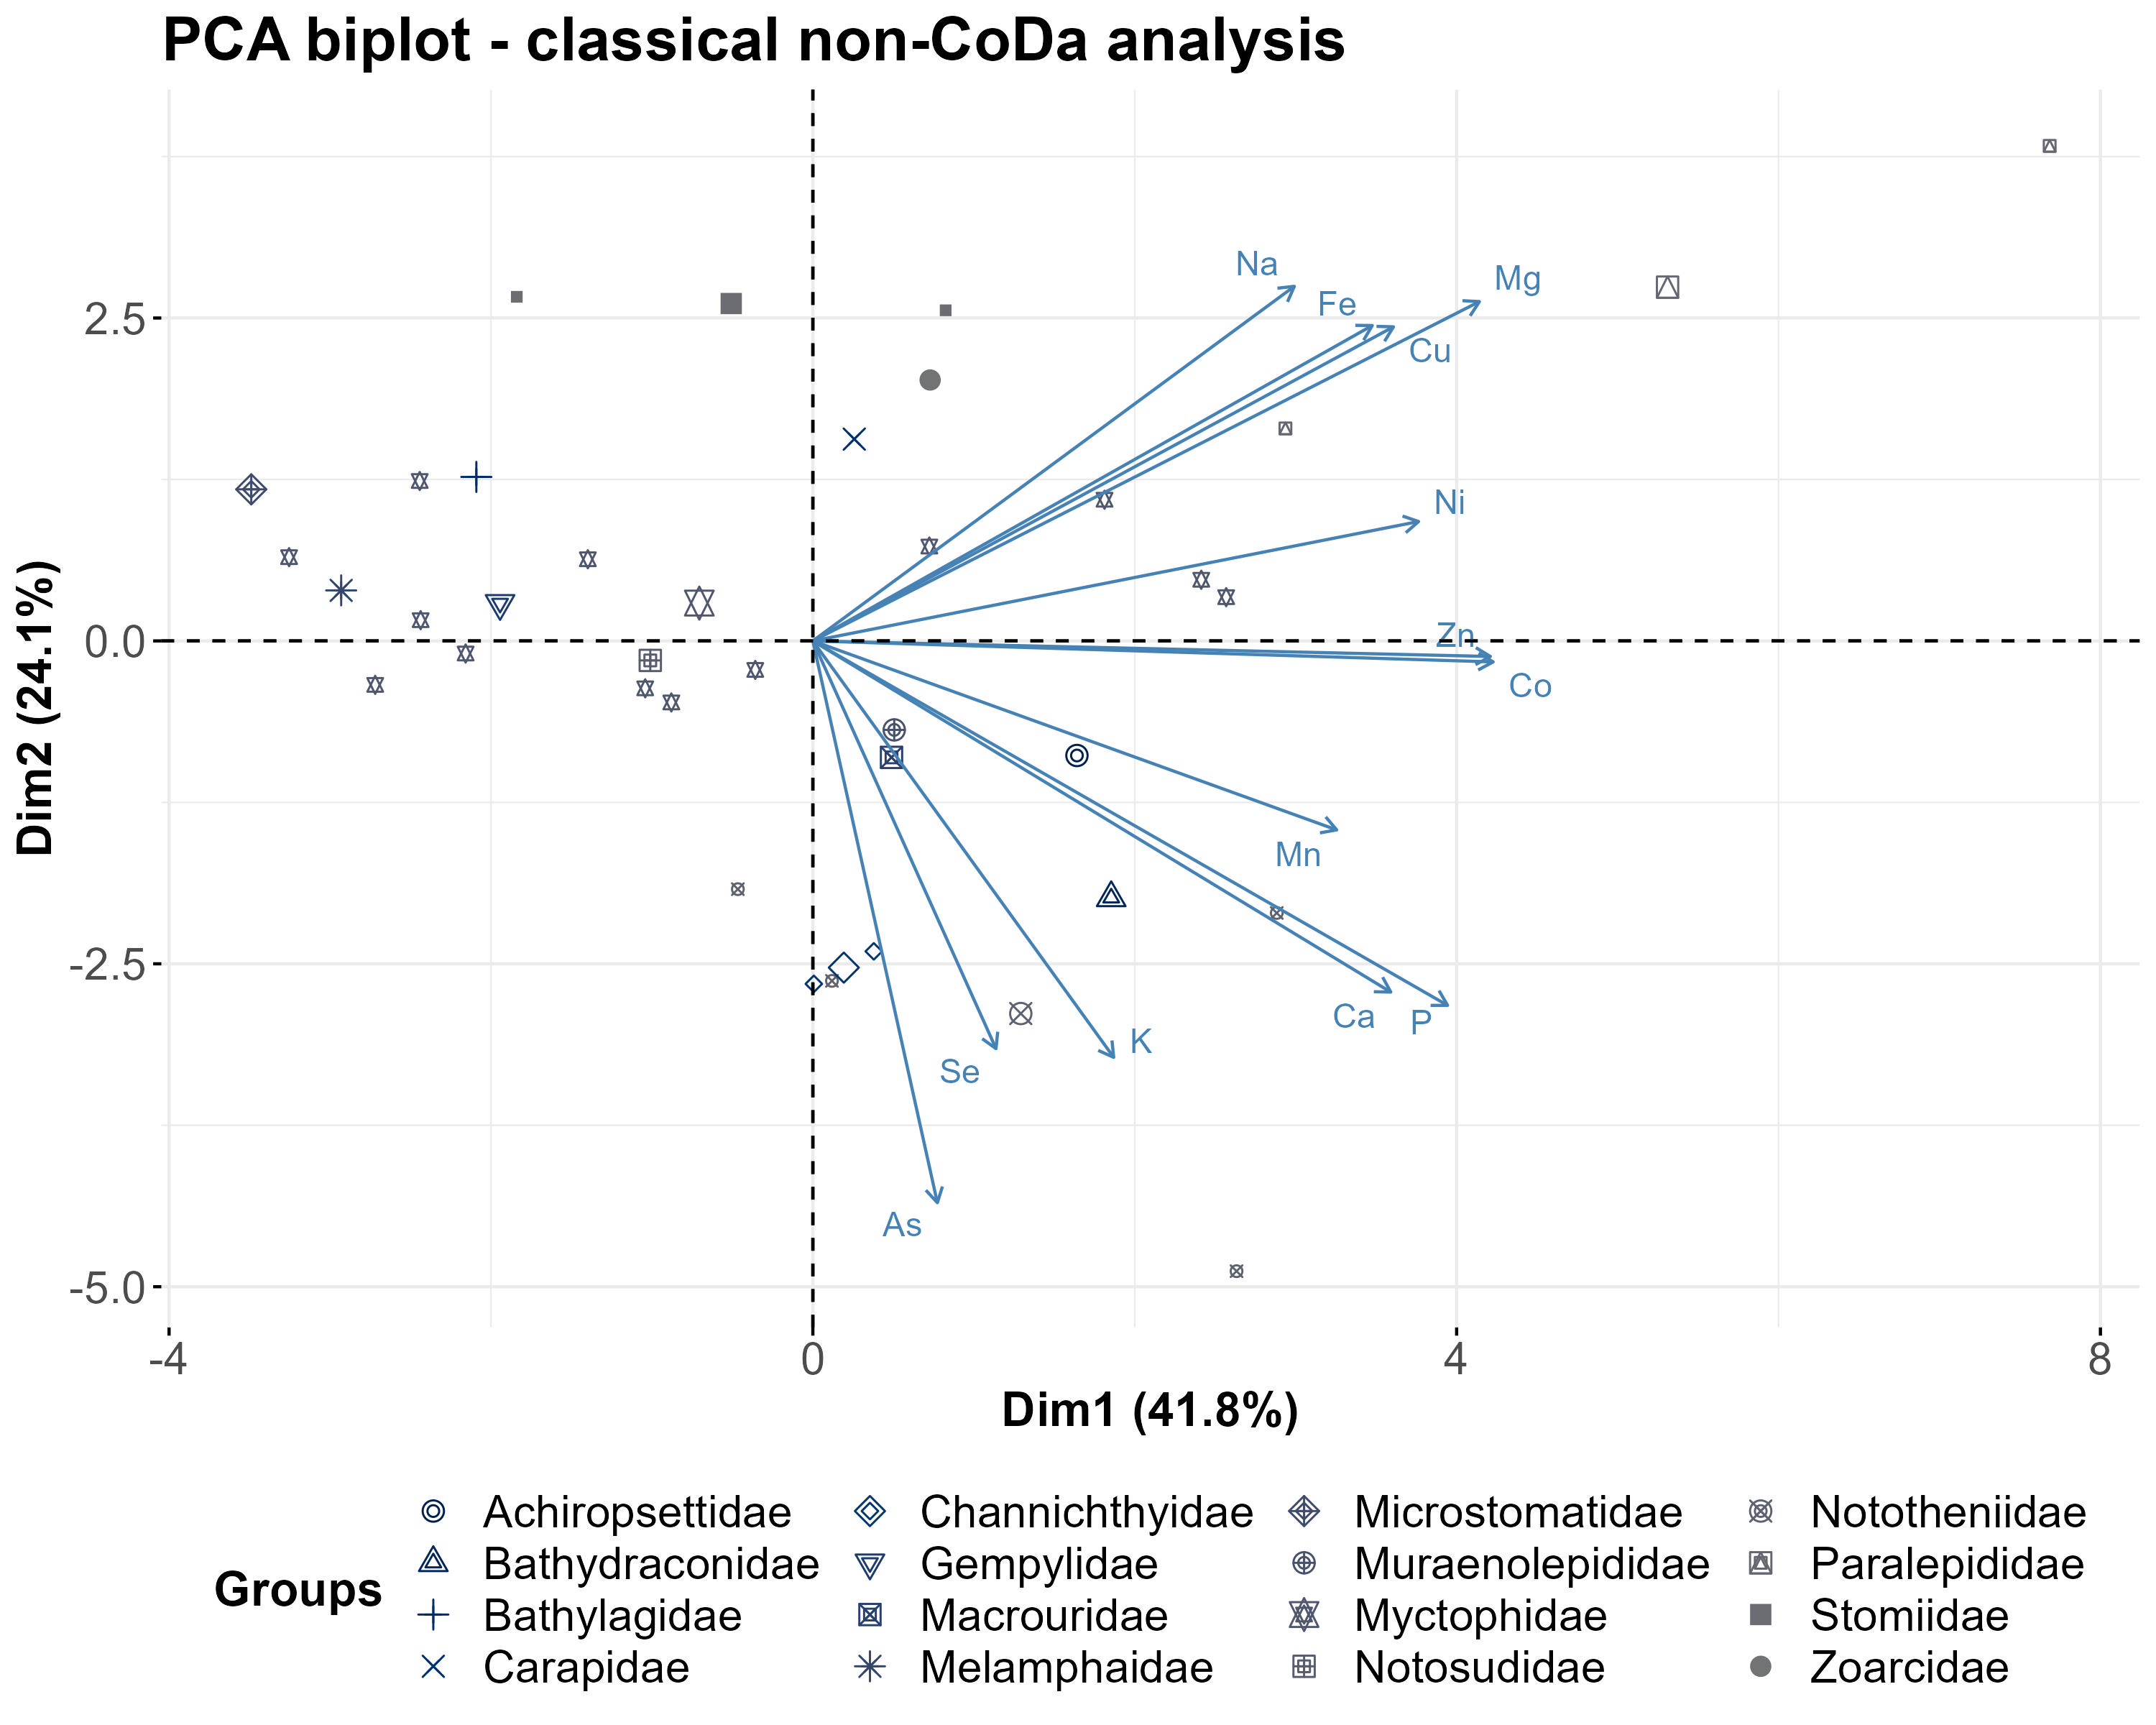 PCA biplot - classical non-CoDa analysis
Na
Mg
Fe
2.5
Cu
Ni
Zn
0.0
Co
Dim2 (24.1%)
Mn
-2.5
Ca
P
K
Se
As
-5.0
-4
0
4
8
Dim1 (41.8%)
Groups
Achiropsettidae
Bathydraconidae
Bathylagidae
Carapidae
Channichthyidae
Gempylidae
Macrouridae
Melamphaidae
Microstomatidae
Muraenolepididae
Myctophidae
Notosudidae
Nototheniidae
Paralepididae
Stomiidae
Zoarcidae